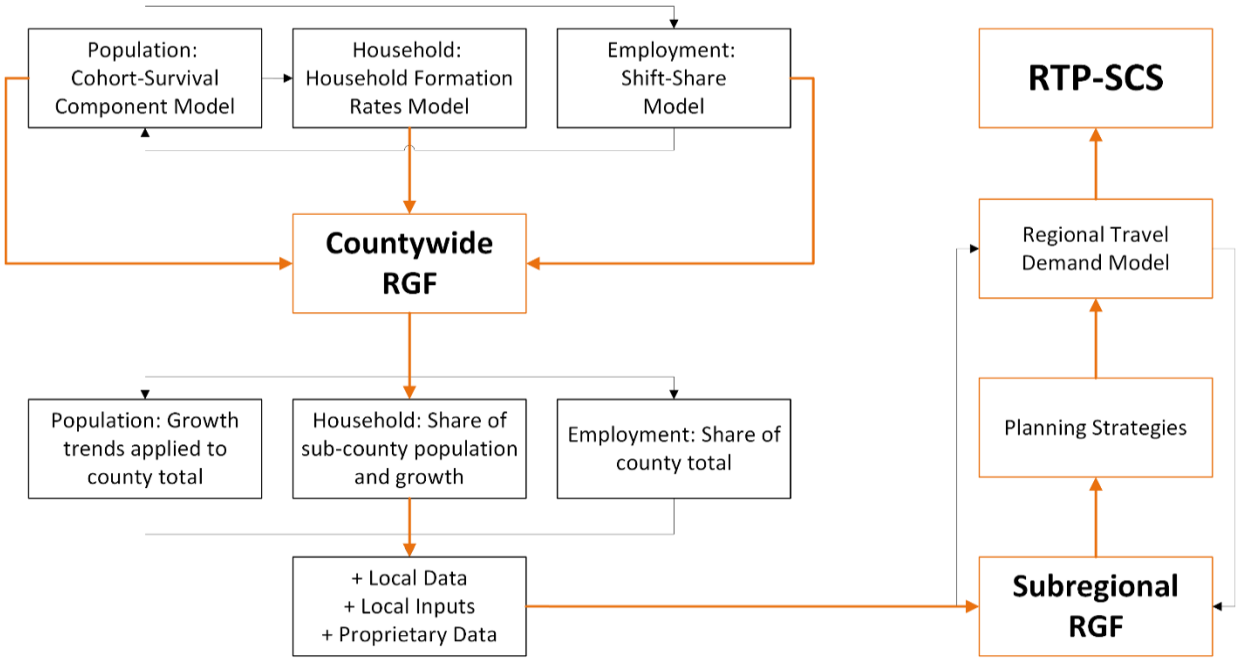 Population:
Cohort-Survival
Component Model
Household:
Household Formation
Rates Model
Employment:
Shift-Share
Model
RTP-SCS
Countywide
RGF
Regional Travel
Demand Model
Population: Growth
trends applied to
county total
Household: Share of
sub-county population
and growth
Employment: Share of
county total
Planning Strategies
+ Local Data
+ Local Inputs
+ Proprietary Data
Subregional
RGF